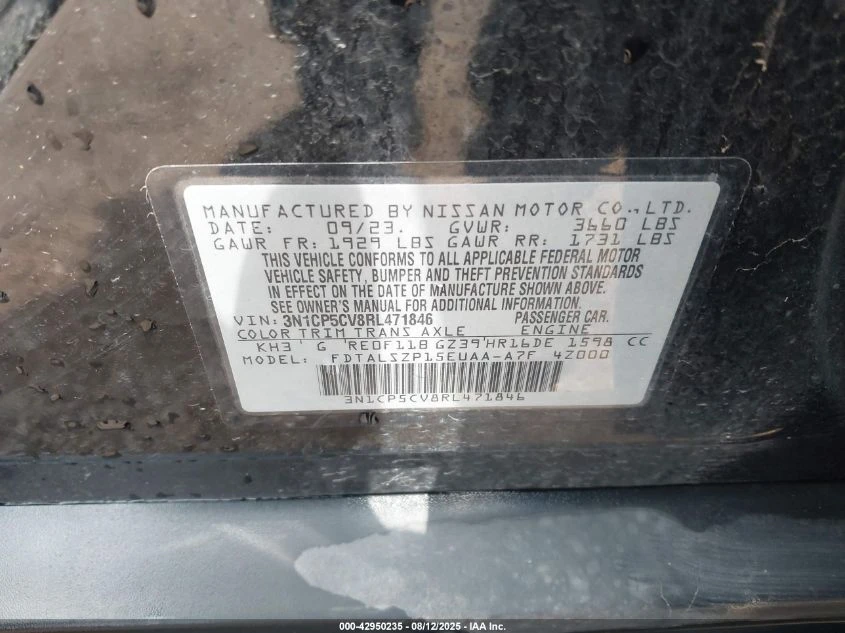 MANUFACTURED BY NISSAN MOTOR CO., LTD.
DATE: 09/23. GVWR: 3660 LBS
GAWR FR: 1929 LBS GAWR RR: 1731 LBS
THIS VEHICLE CONFORMS TO ALL APPLICABLE FEDERAL MOTOR
VEHICLE SAFETY, BUMPER AND THEFT PREVENTION STANDARDS
IN EFFECT ON THE DATE OF MANUFACTURE SHOWN ABOVE.
SEE OWNER'S MANUAL FOR ADDITIONAL INFORMATION.
VIN: 3N1CP5CV8RL471846 PASSENGER CAR.
COLOR TRIM TRANS AXLE ENGINE
KH3 G RE0F11B GZ39 HR16DE 1598 CC
MODEL: FDTALSZP15EUAA-A7F 4Z000
3N1CP5CV8RL471846
000-42950235 - 08/12/2025 - IAA Inc.